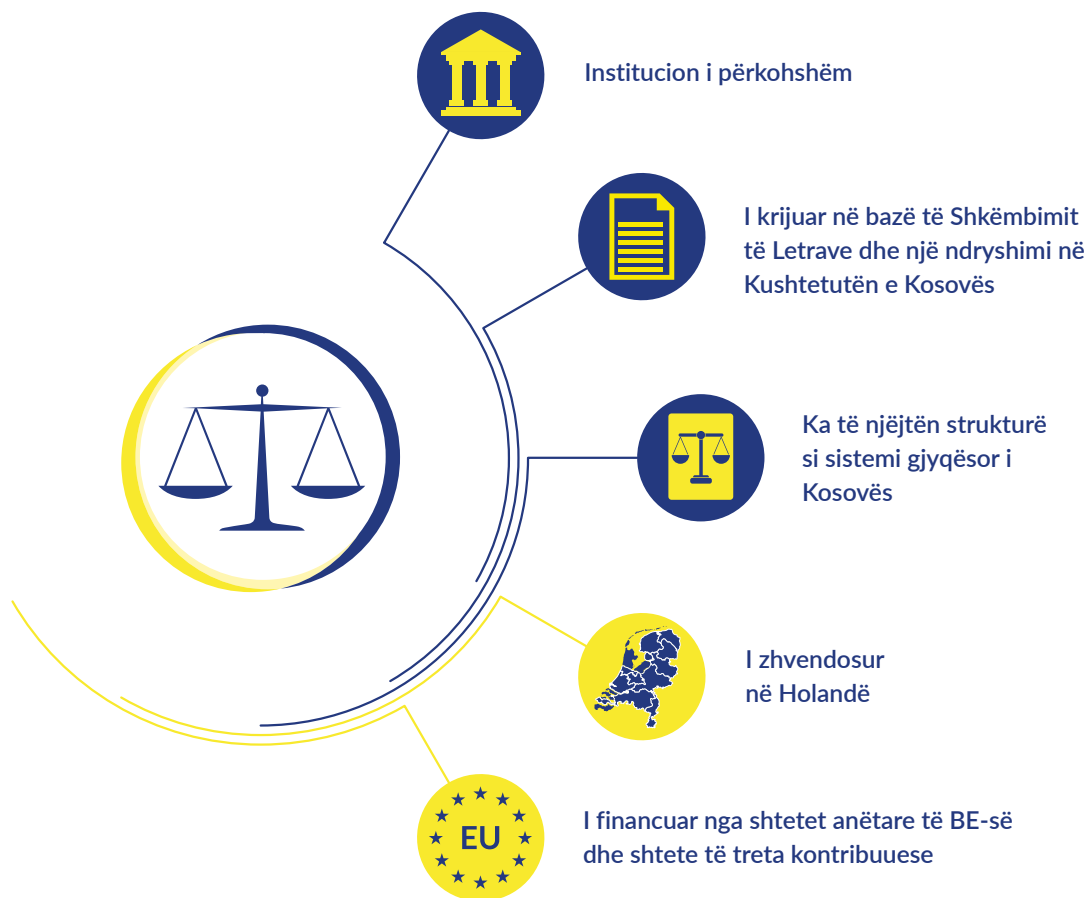 Institucion i përkohshëm
I krijuar në bazë të Shkëmbimit
të Letrave dhe një ndryshimi në
Kushtetutën e Kosovës
Ka të njëjtën strukturë
si sistemi gjyqësor i
Kosovës
I zhvendosur
në Holandë
EU
I financuar nga shtetet anëtare të BE-së
dhe shtete të treta kontribuuese